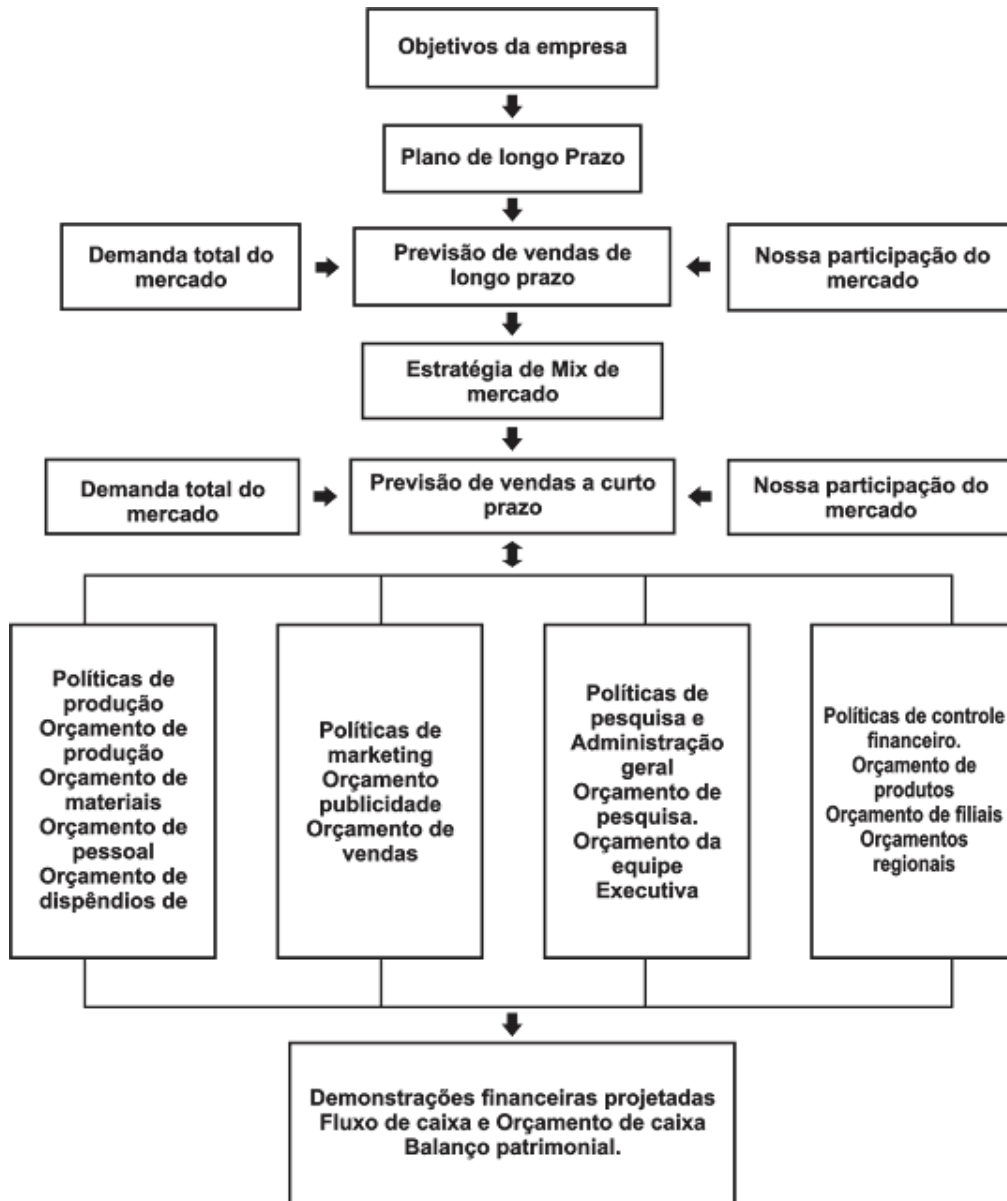 Objetivos da empresa
Plano de longo Prazo
Demanda total do
mercado
Previsão de vendas de
longo prazo
Nossa participação do
mercado
Estratégia de Mix de
mercado
Demanda total do
mercado
Previsão de vendas a curto
prazo
Nossa participação do
mercado
Políticas de
produção
Orçamento de
produção
Orçamento de
materiais
Orçamento de
pessoal
Orçamento de
dispêndios de
Políticas de
marketing
Orçamento
publicidade
Orçamento de
vendas
Políticas de
pesquisa e
Administração
geral
Orçamento de
pesquisa.
Orçamento da
equipe
Executiva
Políticas de controle
financeiro.
Orçamento de
produtos
Orçamento de filiais
Orçamentos
regionais
Demonstrações financeiras projetadas
Fluxo de caixa e Orçamento de caixa
Balanço patrimonial.